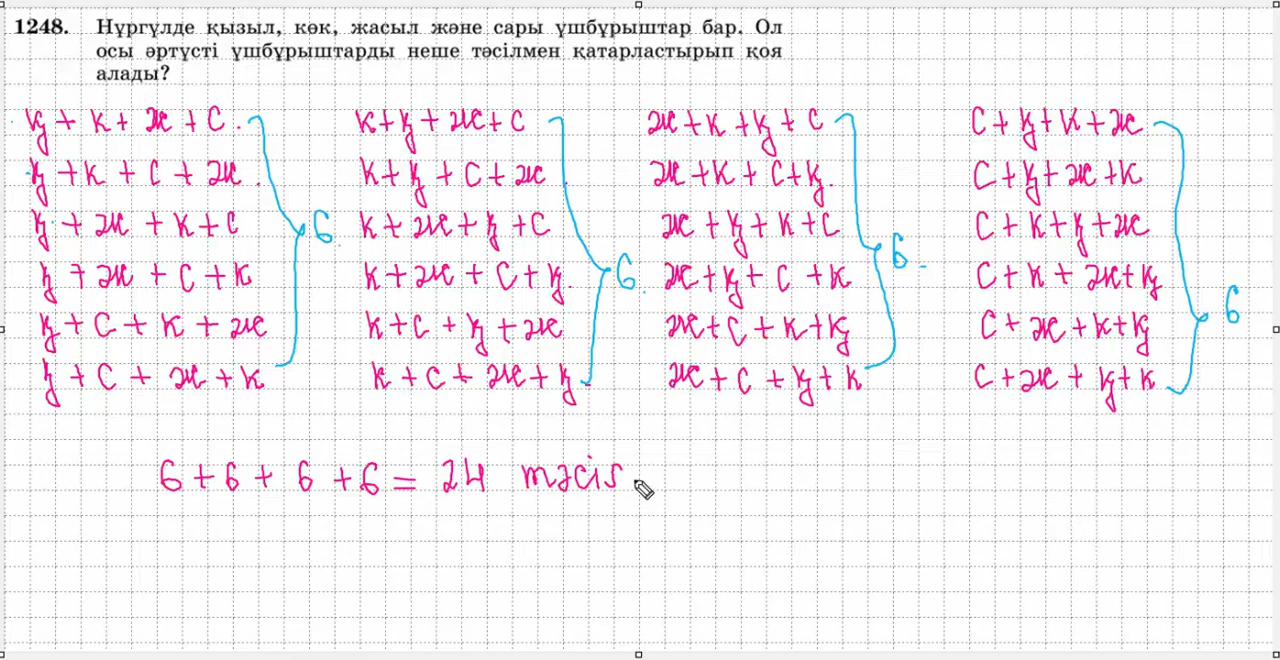 1248. Нұргүлде қызыл, көк, жасыл және сары үшбұрыштар бар. Ол
осы әртүсті үшбұрыштарды неше тәсілмен қатарластырып қоя
алады?
қ + к + ж + с. к + қ + ж + с ж + к + қ + с с + қ + к + ж
қ + к + с + ж. к + қ + с + ж ж + к + с + қ. с + қ + ж + к
қ + ж + к + с 6 к + ж + қ + с ж + қ + к + с с + к + қ + ж
қ + ж + с + к к + ж + с + қ. 6. ж + қ + с + к 6 с + к + ж + қ
қ + с + к + ж к + с + қ + ж ж + с + к + қ с + ж + к + қ 6
қ + с + ж + к к + с + ж + қ ж + с + қ + к с + ж + қ + к
6 + 6 + 6 + 6 = 24 тәсіл